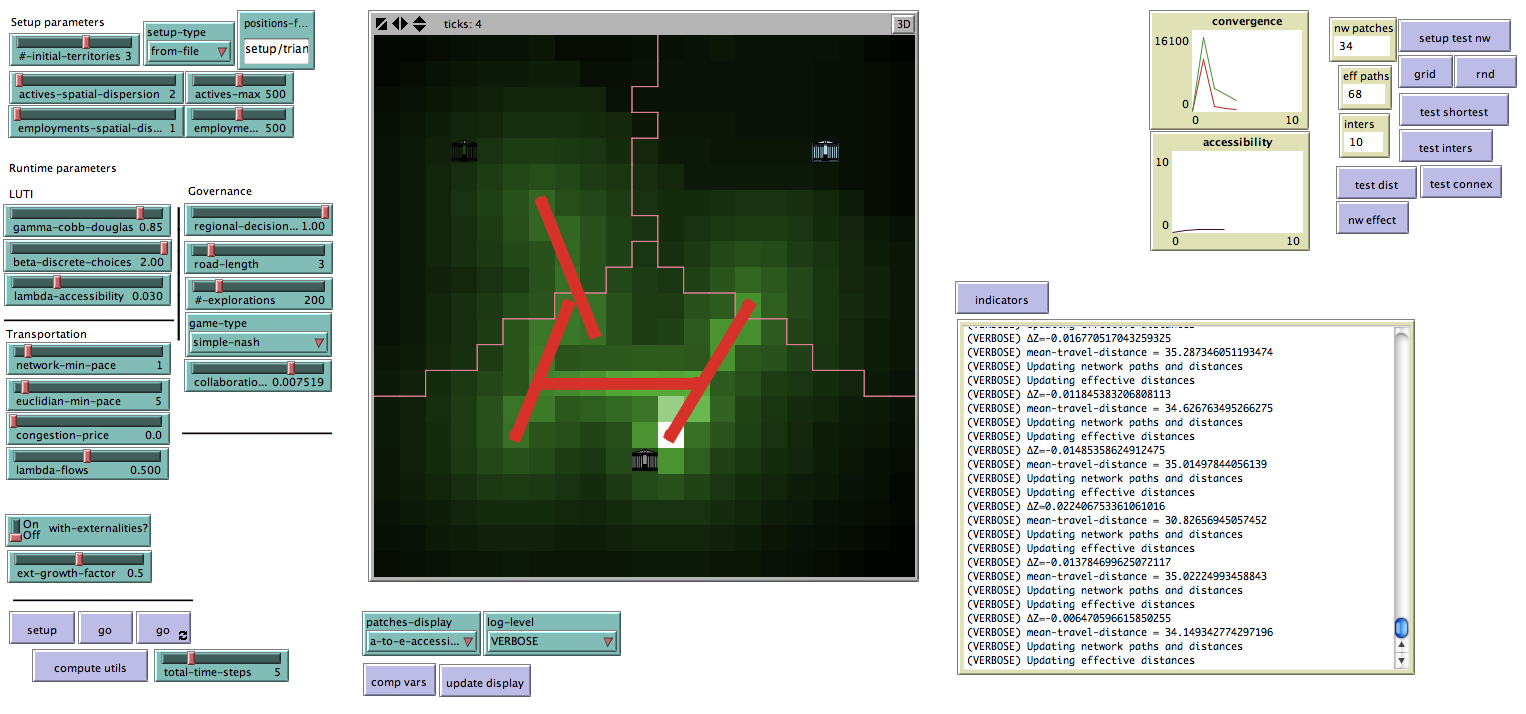 Setup parameters
#-initial-territories 3
setup-type
from-file
positions-f...
setup/trian
actives-spatial-dispersion 2
actives-max 500
employments-spatial-dis... 1
employme... 500
Runtime parameters
LUTI
gamma-cobb-douglas 0.85
beta-discrete-choices 2.00
lambda-accessibility 0.030
Transportation
network-min-pace 1
euclidian-min-pace 5
congestion-price 0.0
lambda-flows 0.500
Governance
regional-decision... 1.00
road-length 3
#-explorations 200
game-type
simple-nash
collaboratio... 0.007519
On
Off
with-externalities?
ext-growth-factor 0.5
setup
go
go
compute utils
total-time-steps 5
ticks: 4
3D
patches-display
a-to-e-accessi...
log-level
VERBOSE
comp vars
update display
convergence
16100
0
0
10
accessibility
10
0
0
10
nw patches
34
eff paths
68
inters
10
setup test nw
grid
rnd
test shortest
test inters
test dist
test connex
nw effect
indicators
(VERBOSE) Updating effective distances
(VERBOSE) ΔZ=-0.016770517043259325
(VERBOSE) mean-travel-distance = 35.287346051193474
(VERBOSE) Updating network paths and distances
(VERBOSE) Updating effective distances
(VERBOSE) ΔZ=-0.011845383206808113
(VERBOSE) mean-travel-distance = 34.626763495266275
(VERBOSE) Updating network paths and distances
(VERBOSE) Updating effective distances
(VERBOSE) ΔZ=-0.01485358624912475
(VERBOSE) mean-travel-distance = 35.01497844056139
(VERBOSE) Updating network paths and distances
(VERBOSE) Updating effective distances
(VERBOSE) ΔZ=0.022406753361061016
(VERBOSE) mean-travel-distance = 30.82656945057452
(VERBOSE) Updating network paths and distances
(VERBOSE) Updating effective distances
(VERBOSE) ΔZ=-0.013784699625072117
(VERBOSE) mean-travel-distance = 35.02224993458843
(VERBOSE) Updating network paths and distances
(VERBOSE) Updating effective distances
(VERBOSE) ΔZ=-0.006470596615850255
(VERBOSE) mean-travel-distance = 34.149342774297196
(VERBOSE) Updating network paths and distances
(VERBOSE) Updating effective distances